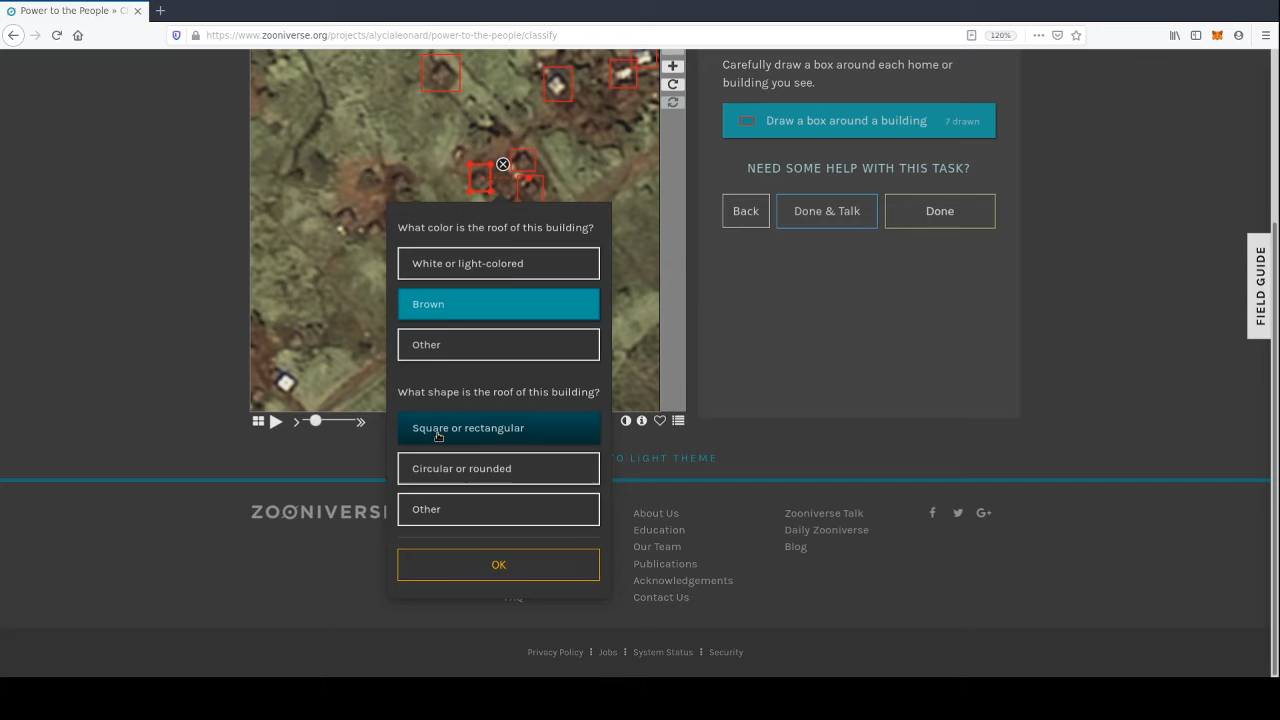 Power to the People » Cl
https://www.zooniverse.org/projects/alycialeonard/power-to-the-people/classify
120%
Carefully draw a box around each home or
building you see.
Draw a box around a building 7 drawn
NEED SOME HELP WITH THIS TASK?
Back
Done & Talk
Done
FIELD GUIDE
What color is the roof of this building?
White or light-colored
Brown
Other
What shape is the roof of this building?
Square or rectangular
Circular or rounded
Other
OK
O LIGHT THEME
ZOONIVERSE
About Us
Education
Our Team
Publications
Acknowledgements
Contact Us
Zooniverse Talk
Daily Zooniverse
Blog
FAQ
Privacy Policy
Jobs
System Status
Security